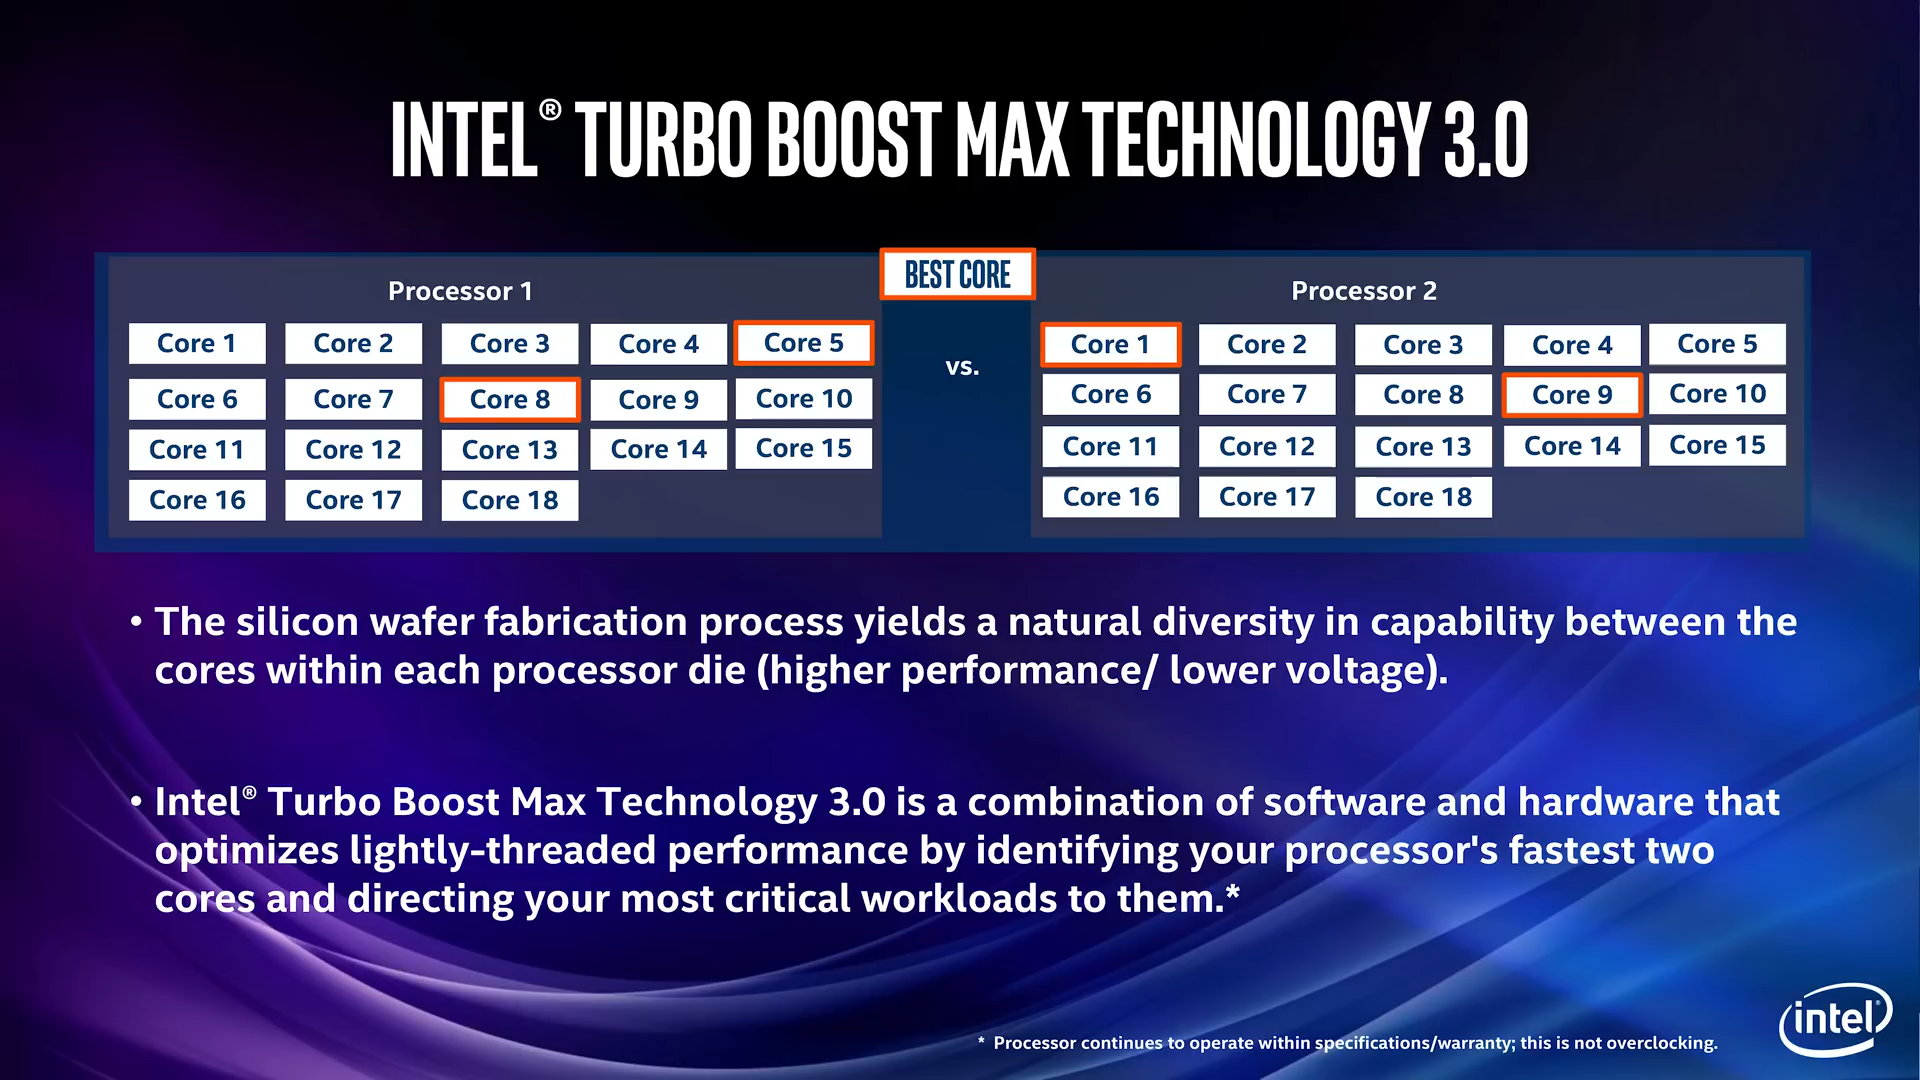 INTEL® TURBO BOOST MAX TECHNOLOGY 3.0
BEST CORE
Processor 1
Core 1 Core 2 Core 3 Core 4 Core 5
Core 6 Core 7 Core 8 Core 9 Core 10
Core 11 Core 12 Core 13 Core 14 Core 15
Core 16 Core 17 Core 18
vs.
Processor 2
Core 1 Core 2 Core 3 Core 4 Core 5
Core 6 Core 7 Core 8 Core 9 Core 10
Core 11 Core 12 Core 13 Core 14 Core 15
Core 16 Core 17 Core 18
• The silicon wafer fabrication process yields a natural diversity in capability between the
cores within each processor die (higher performance/ lower voltage).
• Intel® Turbo Boost Max Technology 3.0 is a combination of software and hardware that
optimizes lightly-threaded performance by identifying your processor's fastest two
cores and directing your most critical workloads to them.*
* Processor continues to operate within specifications/warranty; this is not overclocking.
intel®